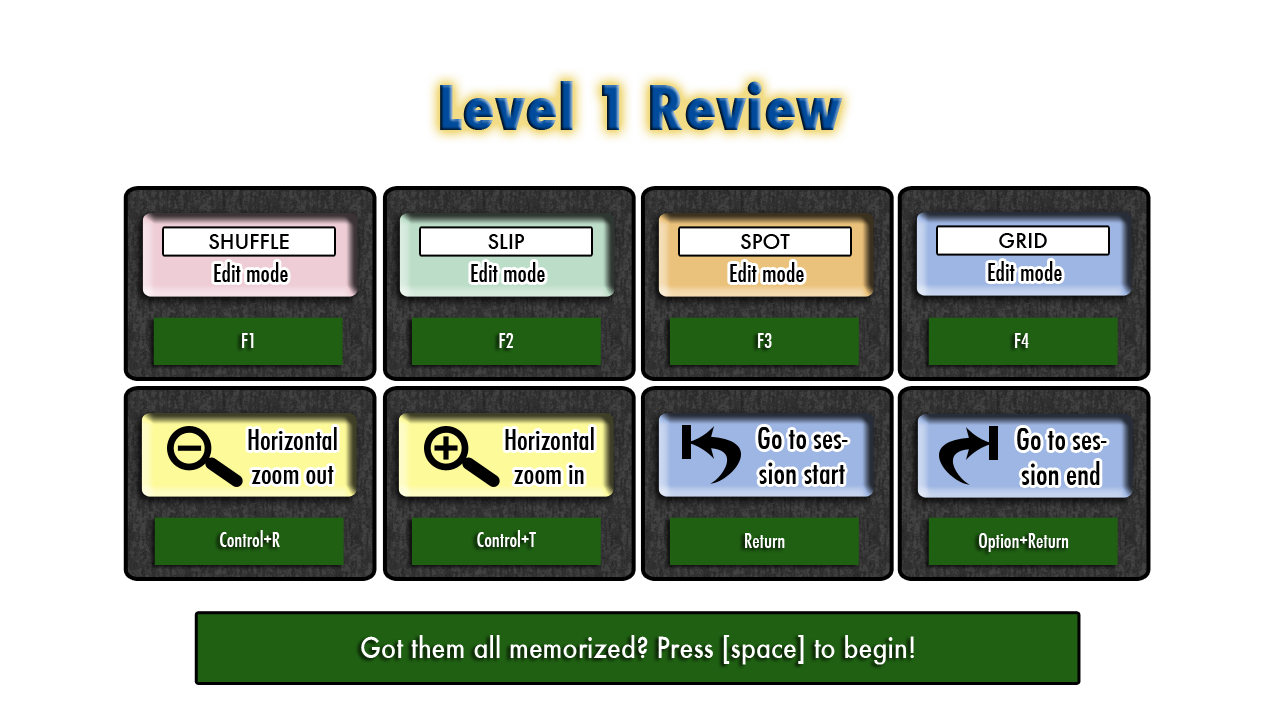 Level 1 Review
SHUFFLE
Edit mode
F1
SLIP
Edit mode
F2
SPOT
Edit mode
F3
GRID
Edit mode
F4
Horizontal
zoom out
Control+R
Horizontal
zoom in
Control+T
Go to ses-
sion start
Return
Go to ses-
sion end
Option+Return
Got them all memorized? Press [space] to begin!